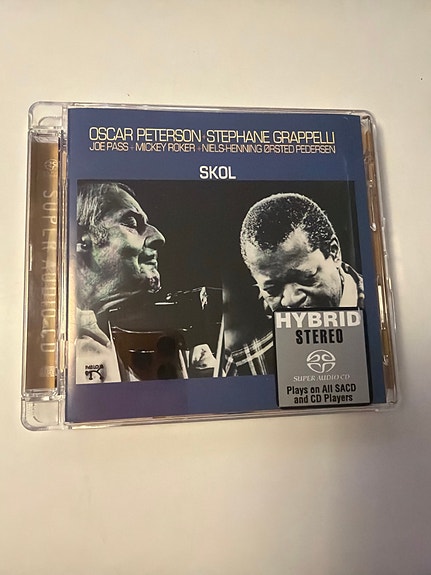 OSCAR PETERSON + STEPHANE GRAPPELLI
JOE PASS + MICKEY ROKER + NIELS-HENNING ØRSTED PEDERSEN
SKOL
SUPER AUDIO CD
PABLO
HYBRID
STEREO
SUPER AUDIO CD
Plays on All SACD
and CD Players